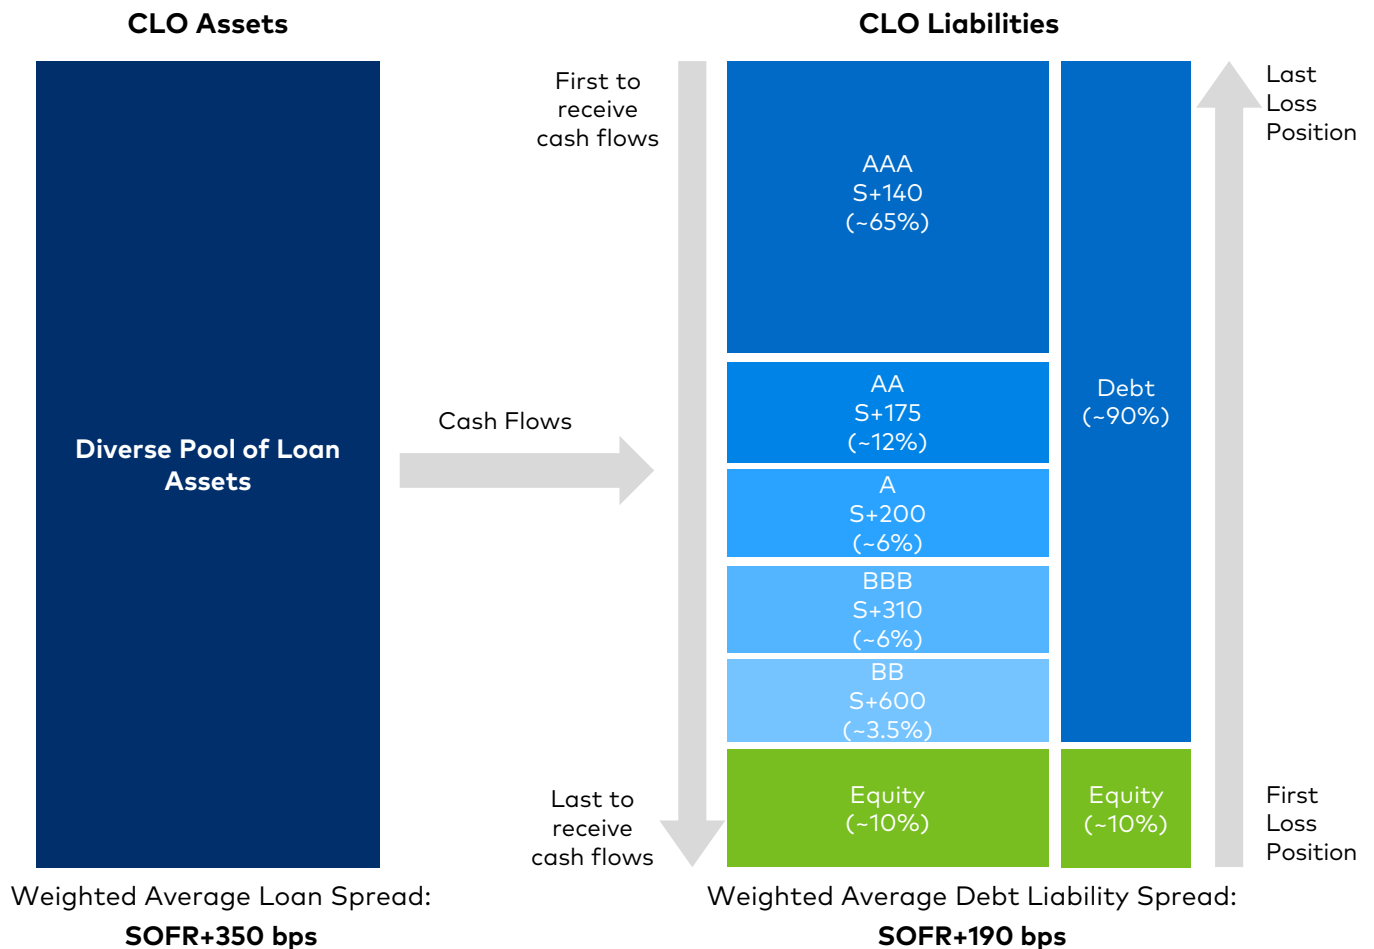 CLO Assets
CLO Liabilities
Diverse Pool of Loan
Assets
Cash Flows
First to
receive
cash flows
Last to
receive
cash flows
AAA
S+140
(~65%)
AA
S+175
(~12%)
A
S+200
(~6%)
BBB
S+310
(~6%)
BB
S+600
(~3.5%)
Equity
(~10%)
Debt
(~90%)
Equity
(~10%)
Last
Loss
Position
First
Loss
Position
Weighted Average Loan Spread:
SOFR+350 bps
Weighted Average Debt Liability Spread:
SOFR+190 bps